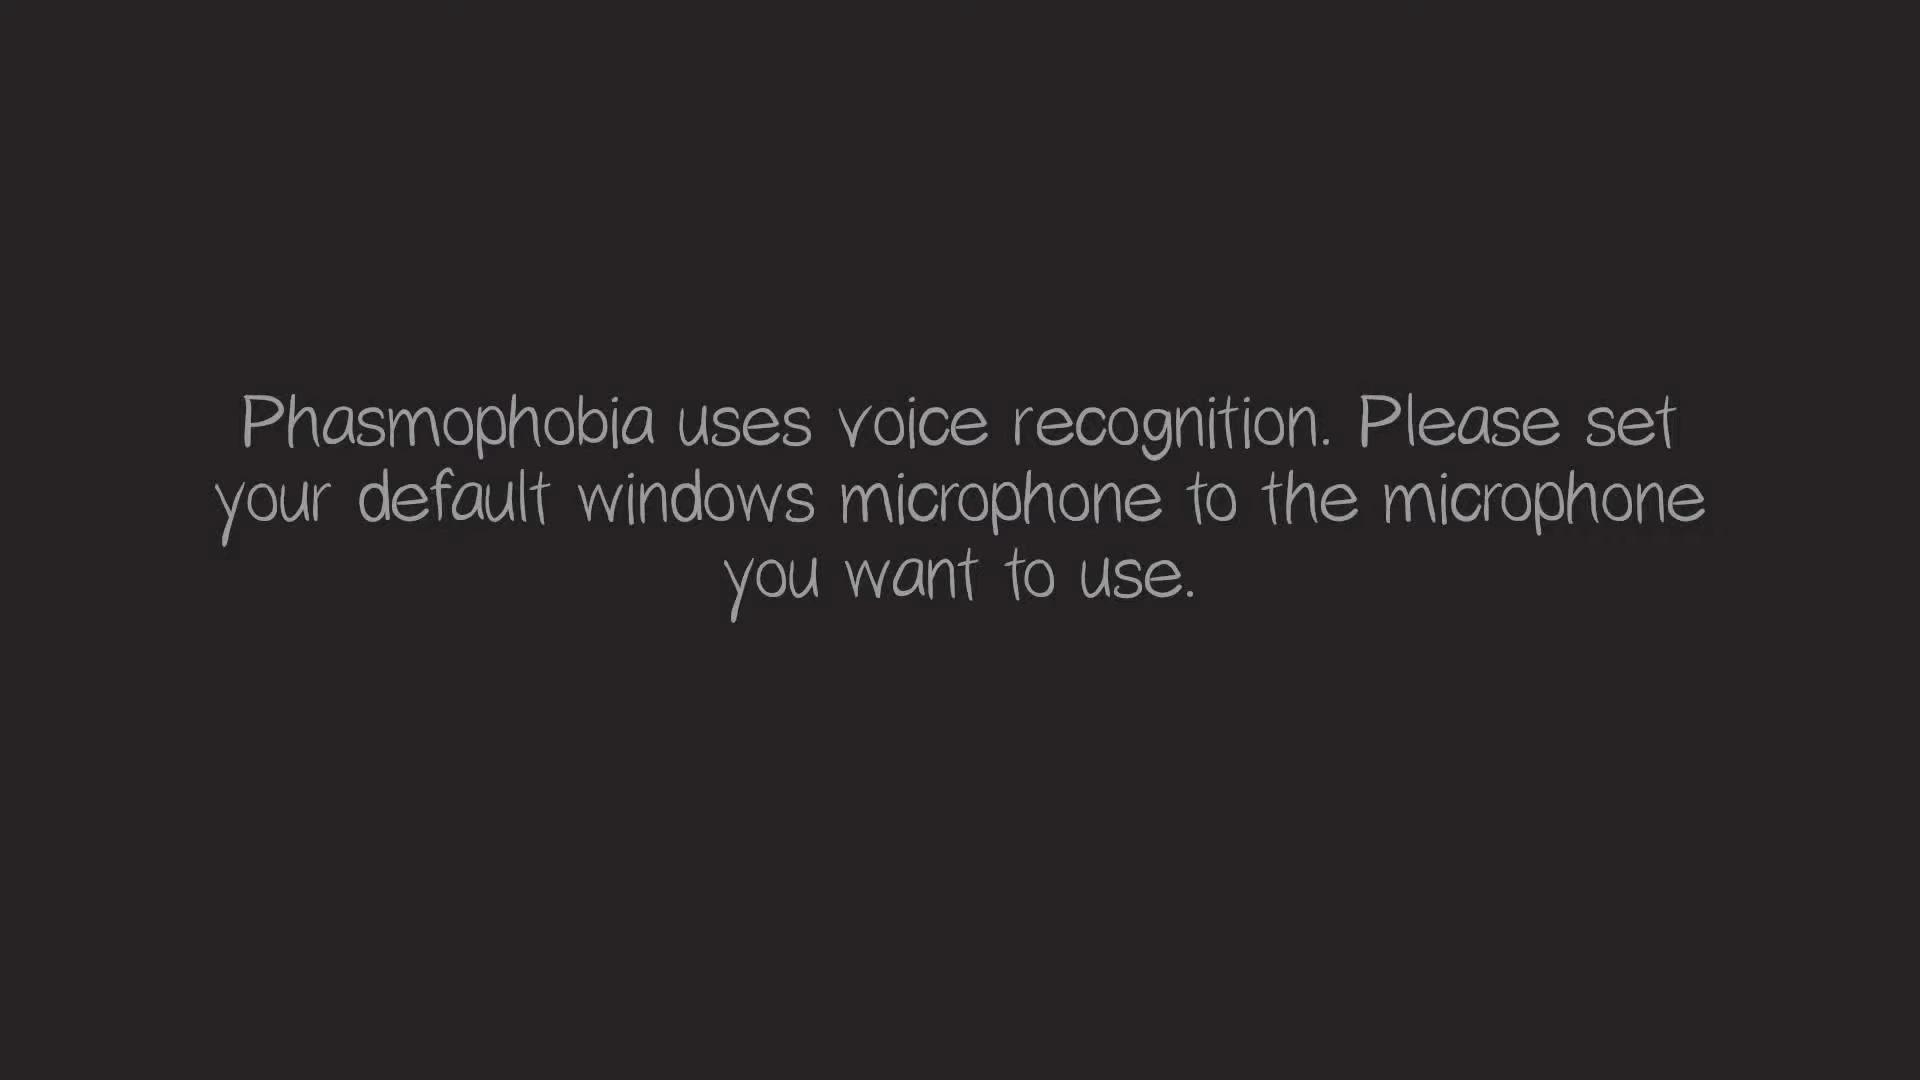 Phasmophobia uses voice recognition. Please set
your default windows microphone to the microphone
you want to use.